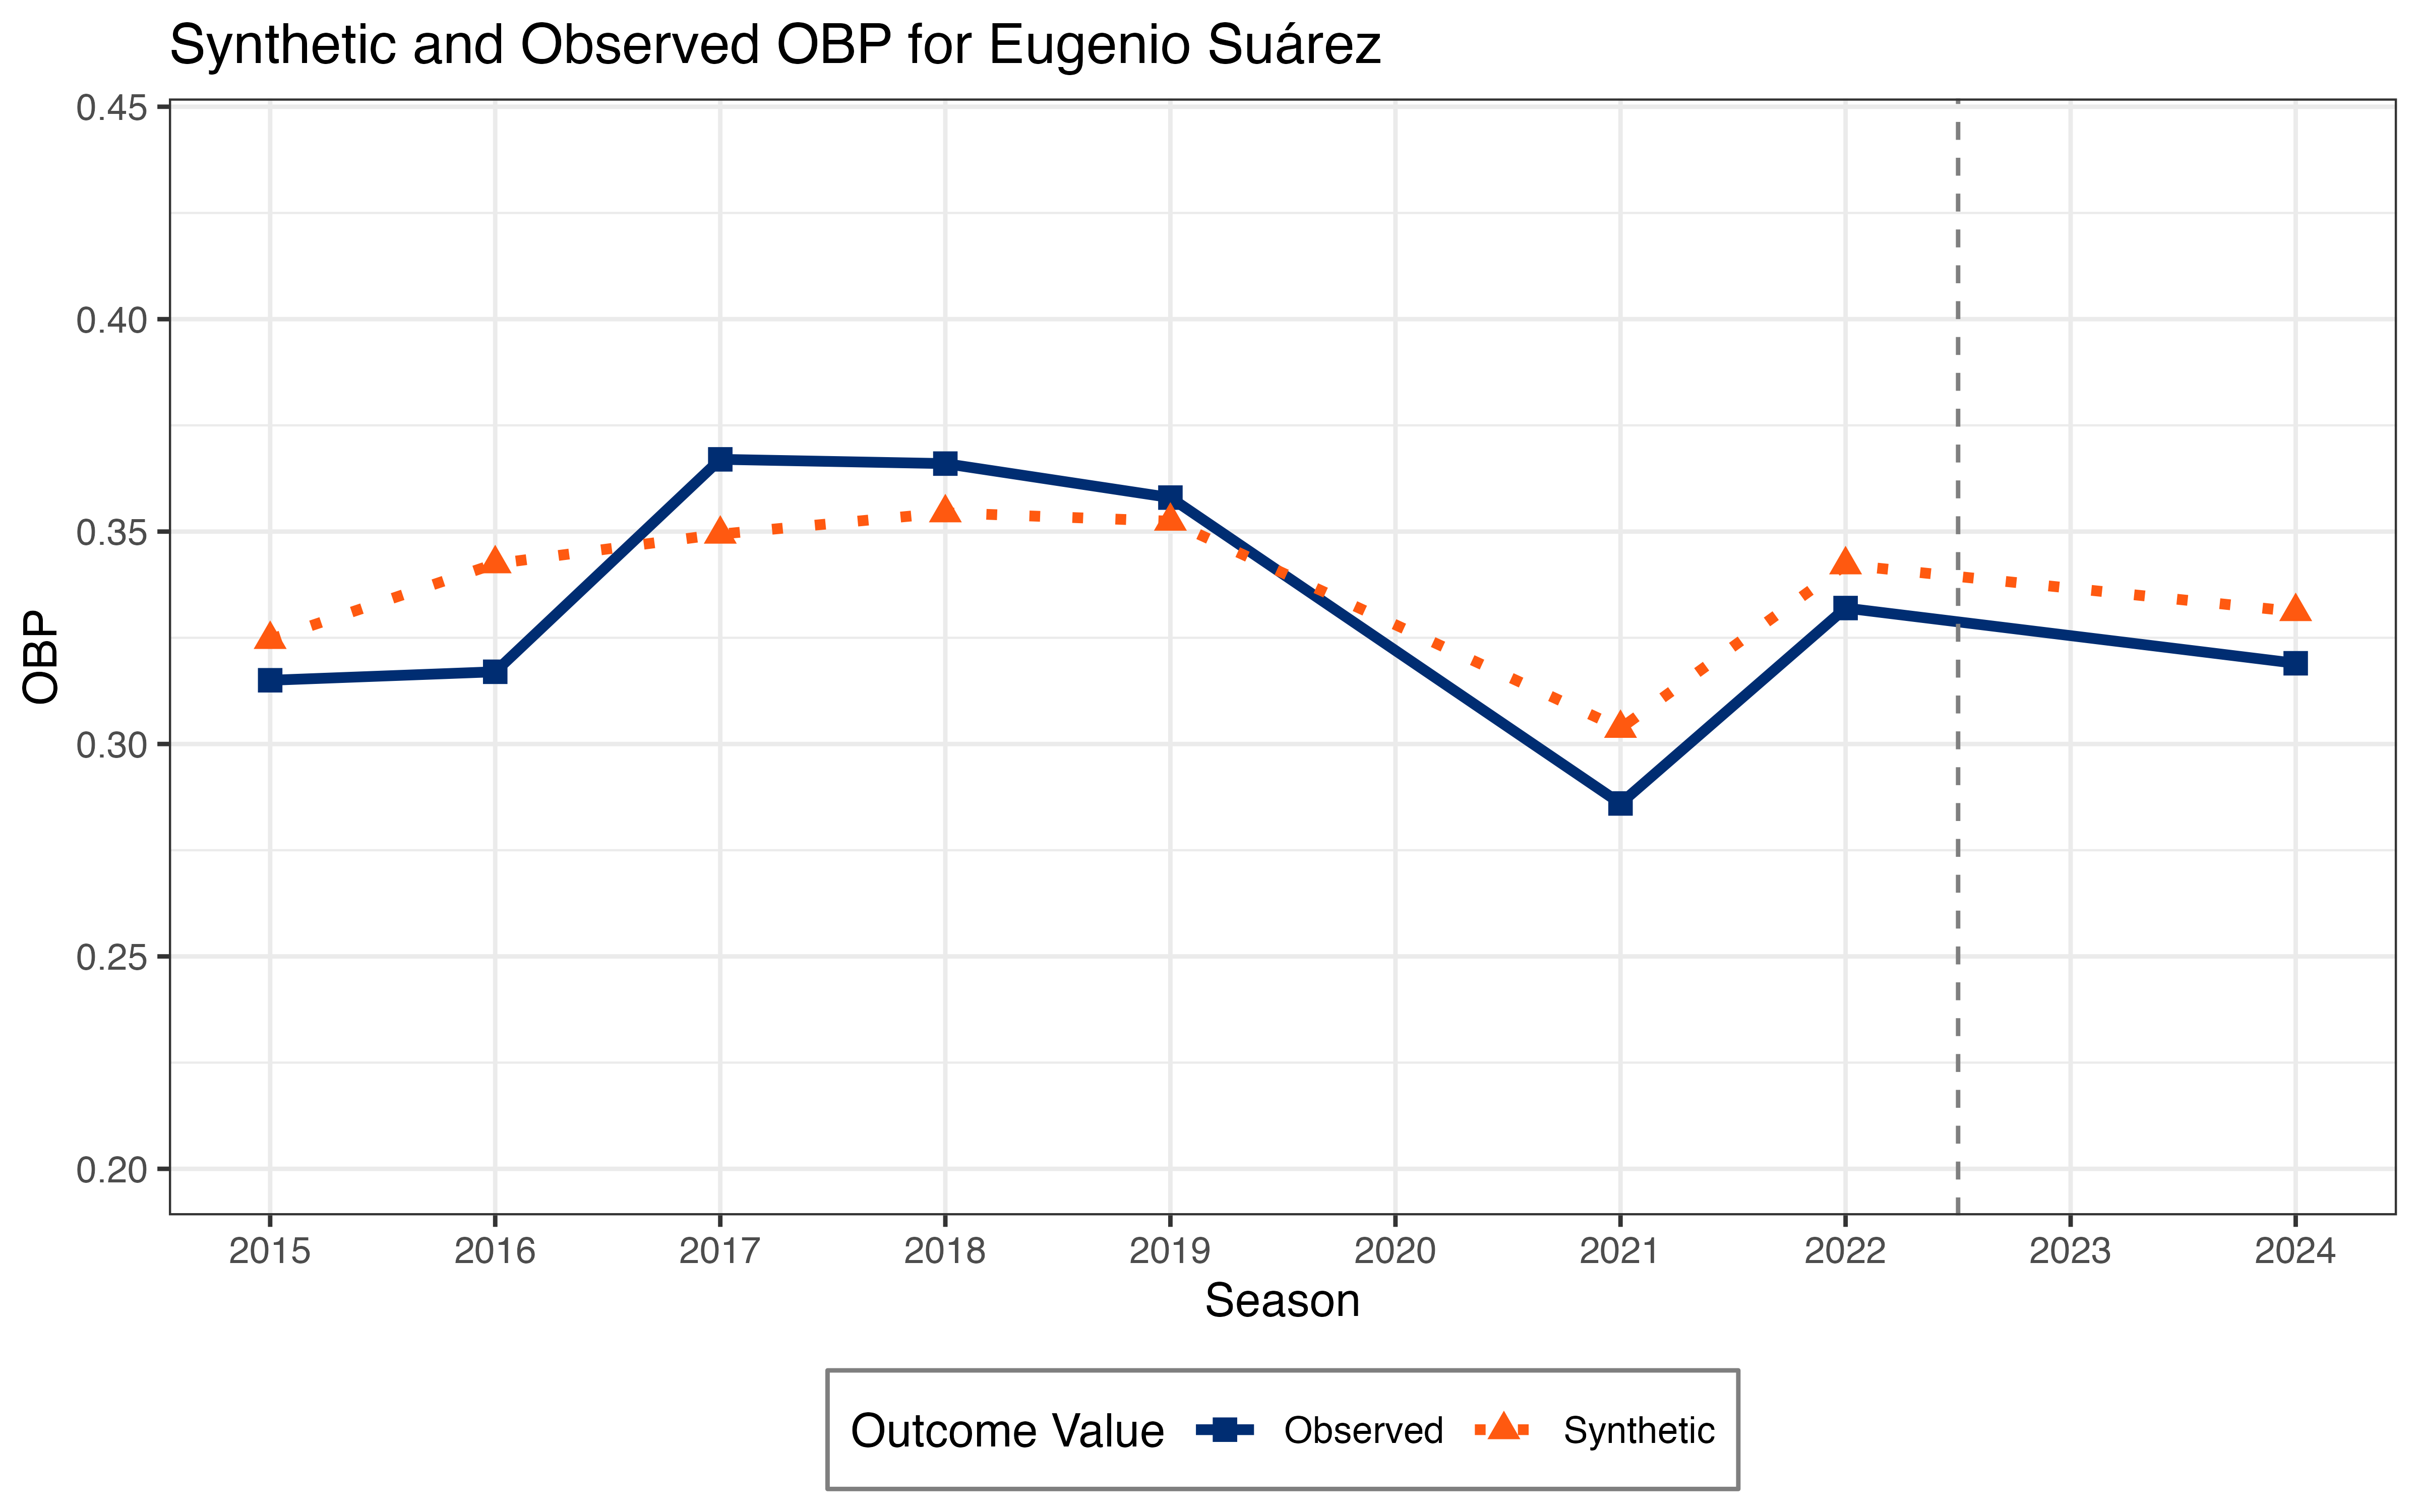 Synthetic and Observed OBP for Eugenio Suárez
0.45
0.40
0.35
0.30
0.25
0.20
OBP
2015 2016 2017 2018 2019 2020 2021 2022 2023 2024
Season
Outcome Value Observed Synthetic